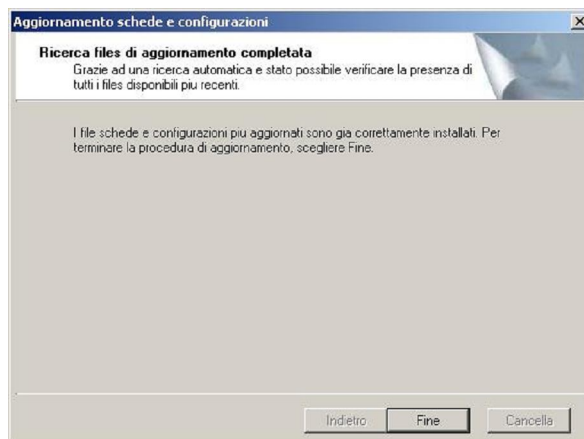 Aggiornamento schede e configurazioni
Ricerca files di aggiornamento completata
Grazie ad una ricerca automatica e stato possibile verificare la presenza di
tutti i files disponibili piu recenti.
I file schede e configurazioni piu aggiornati sono gia correttamente installati. Per
terminare la procedura di aggiornamento, scegliere Fine.
Indietro
Fine
Cancella